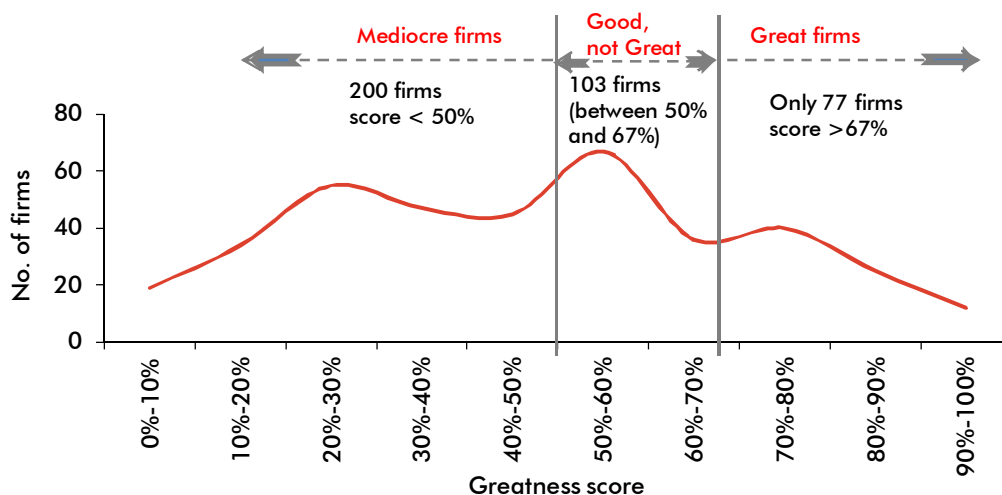 Mediocre firms
Good,
not Great
Great firms
200 firms
score < 50%
103 firms
(between 50%
and 67%)
Only 77 firms
score >67%
80
60
40
20
0
No. of firms
0%-10%
10%-20%
20%-30%
30%-40%
40%-50%
50%-60%
60%-70%
70%-80%
80%-90%
90%-100%
Greatness score